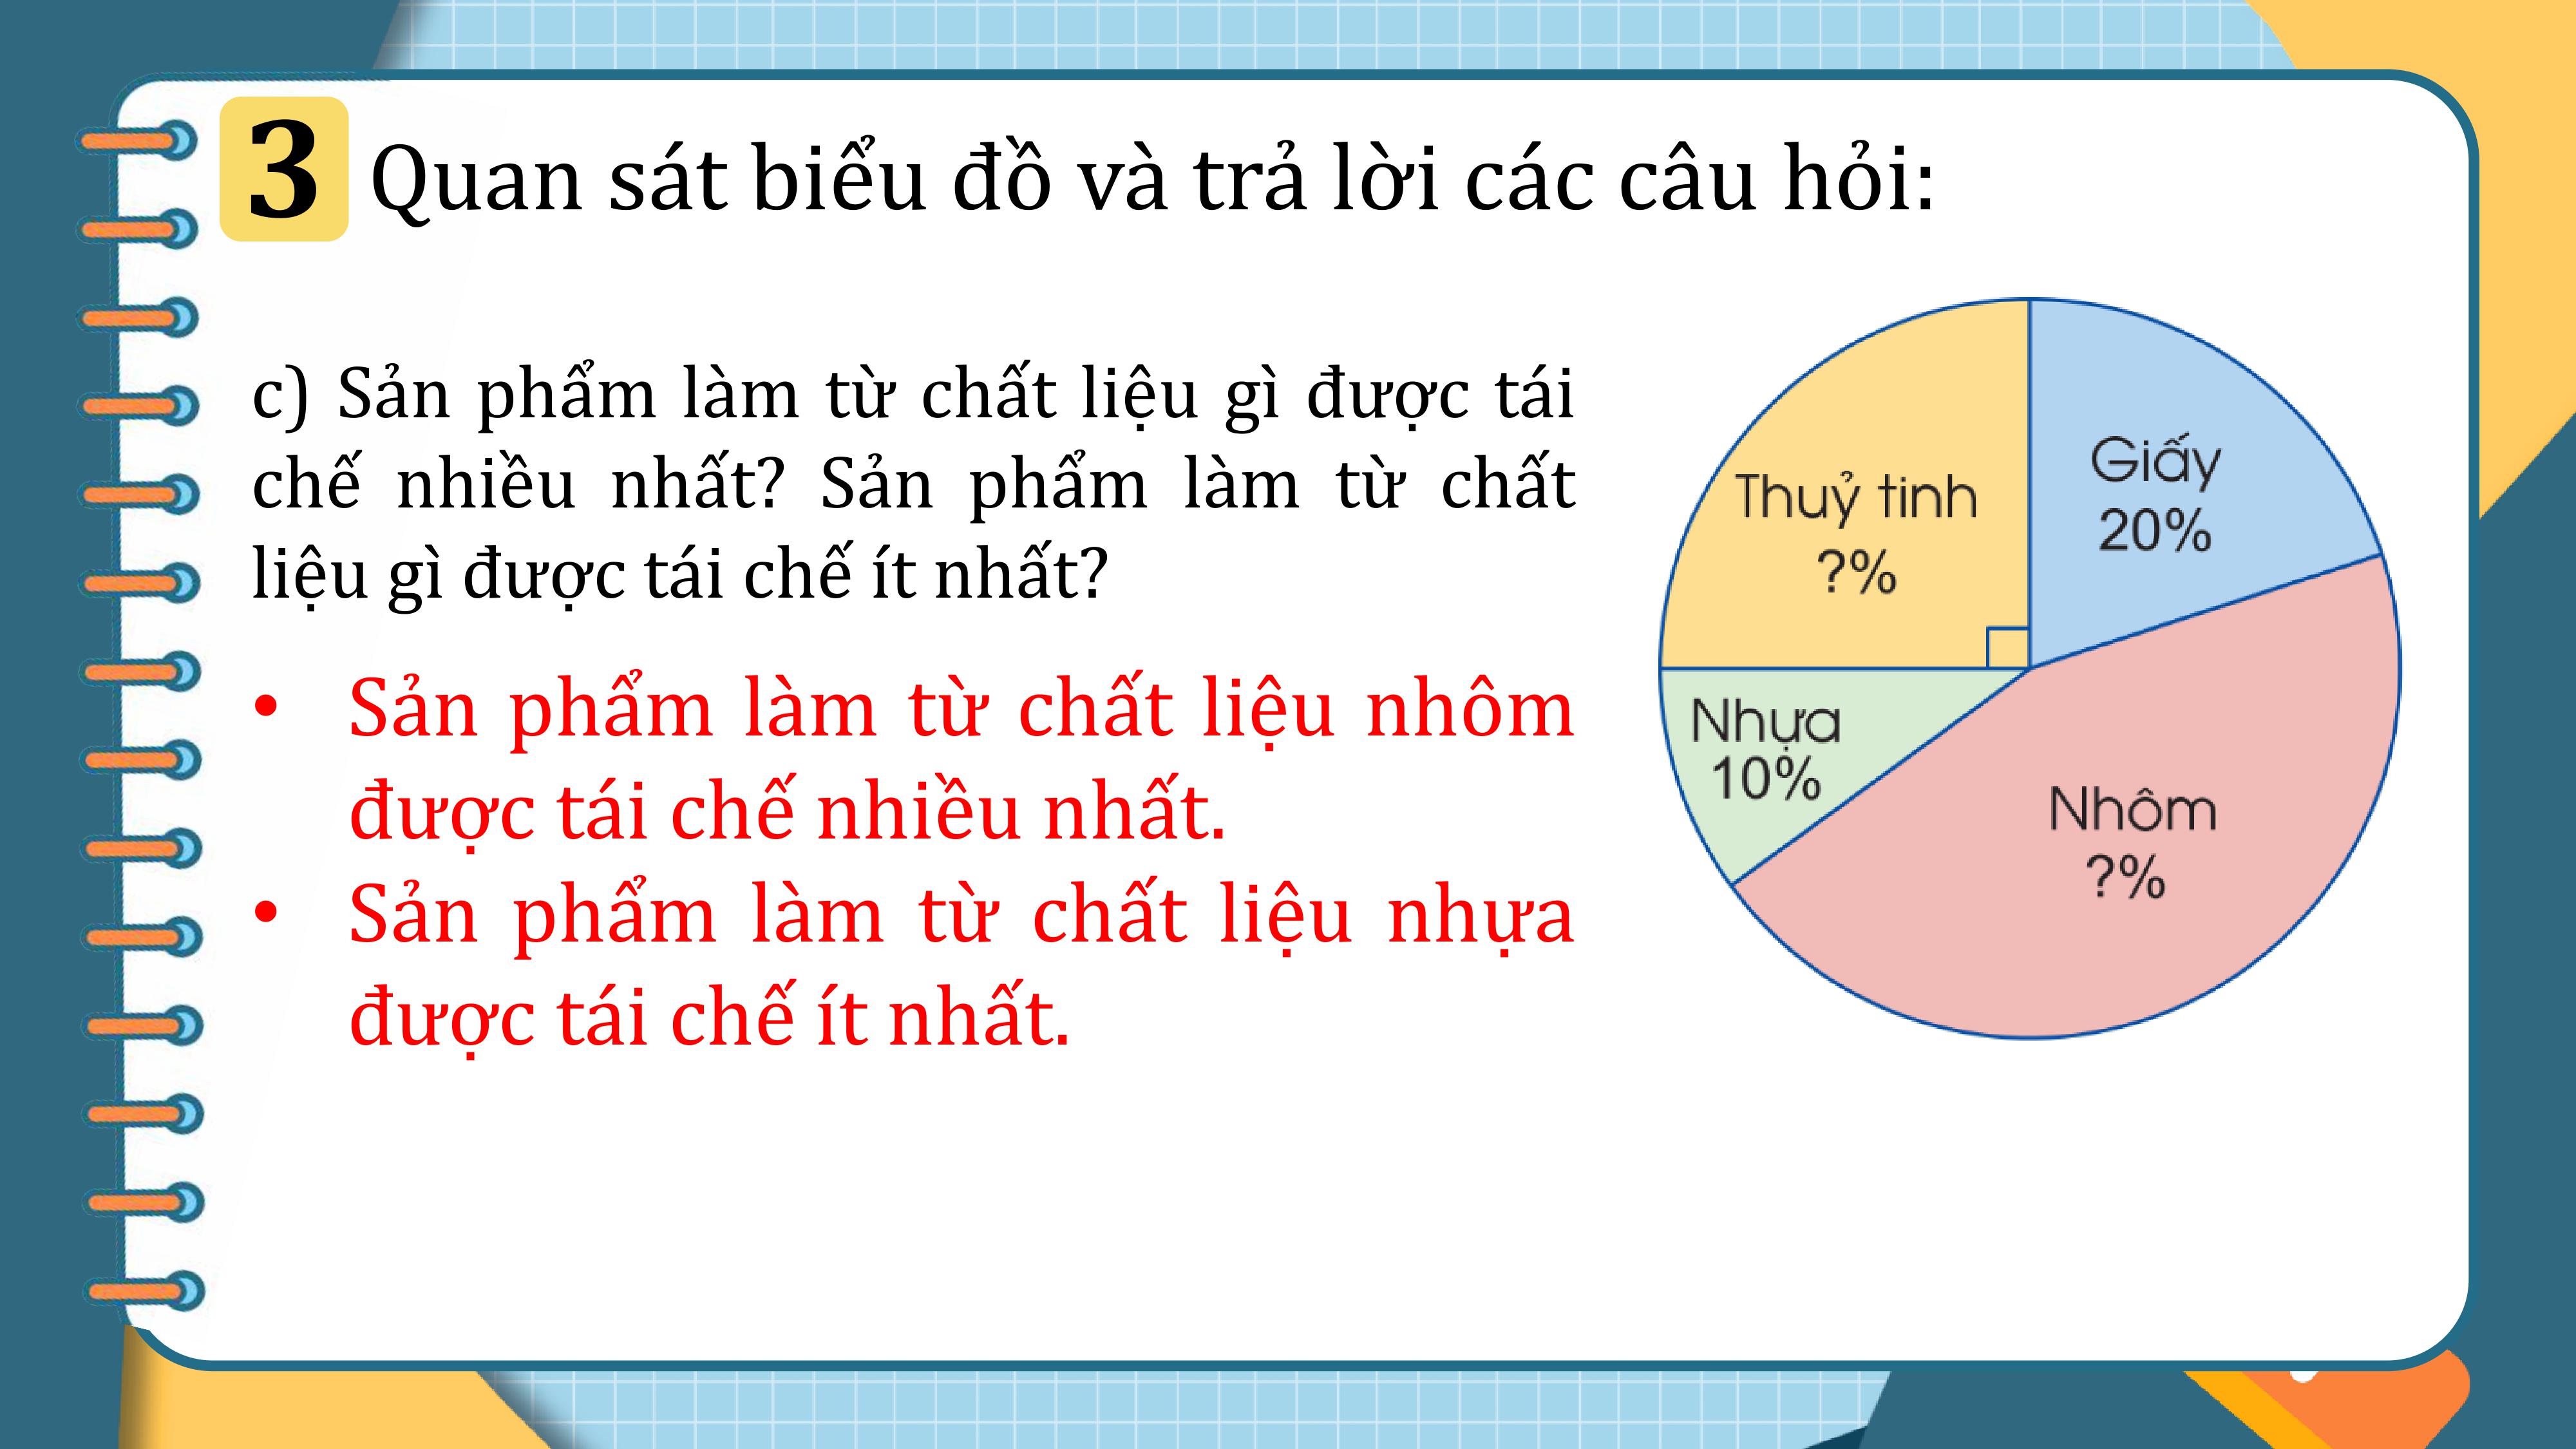 3 Quan sát biểu đồ và trả lời các câu hỏi:
c) Sản phẩm làm từ chất liệu gì được tái
chế nhiều nhất? Sản phẩm làm từ chất
liệu gì được tái chế ít nhất?
• Sản phẩm làm từ chất liệu nhôm
được tái chế nhiều nhất.
• Sản phẩm làm từ chất liệu nhựa
được tái chế ít nhất.
Giấy
20%
Thuỷ tinh
?%
Nhựa
10%
Nhôm
?%